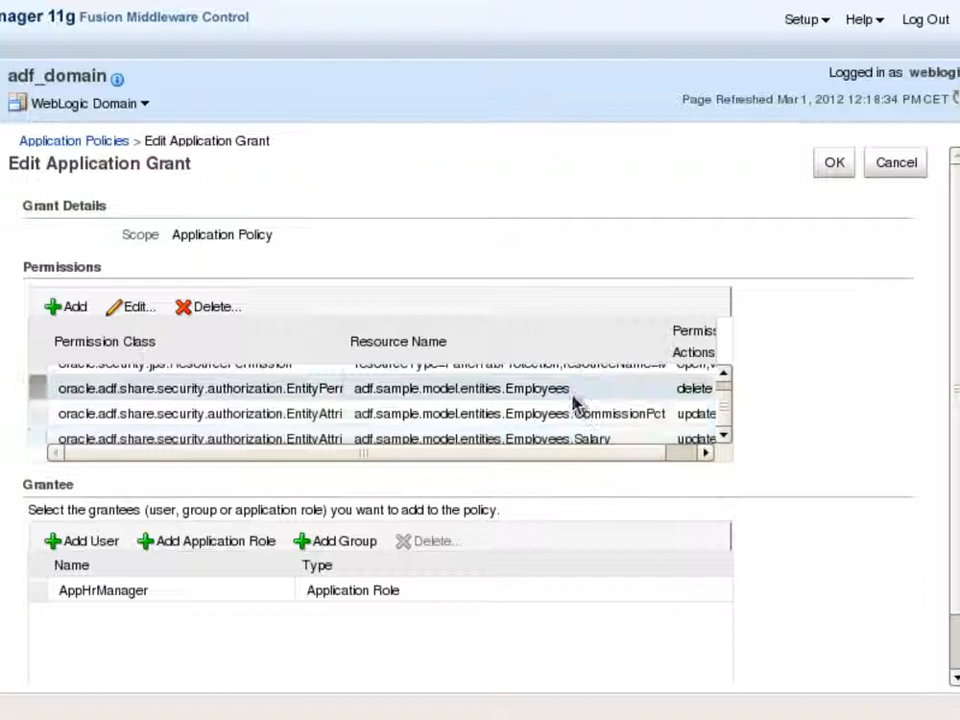 nager 11g Fusion Middleware Control
Setup Help Log Out
adf_domain
Logged in as weblogi
WebLogic Domain
Page Refreshed Mar 1, 2012 12:18:34 PM CET
Application Policies > Edit Application Grant
Edit Application Grant
OK Cancel
Grant Details
Scope Application Policy
Permissions
Add Edit... Delete...
Permission Class Resource Name Permiss
Actions
oracle.adf.share.security.authorization.EntityPerr adf.sample.model.entities.Employees delete
oracle.adf.share.security.authorization.EntityAttri adf.sample.model.entities.Employees.CommissionPct update
oracle.adf.share.security.authorization.EntityAttri adf.sample.model.entities.Employees.Salary update
Grantee
Select the grantees (user, group or application role) you want to add to the policy.
Add User Add Application Role Add Group Delete...
Name Type
AppHrManager Application Role